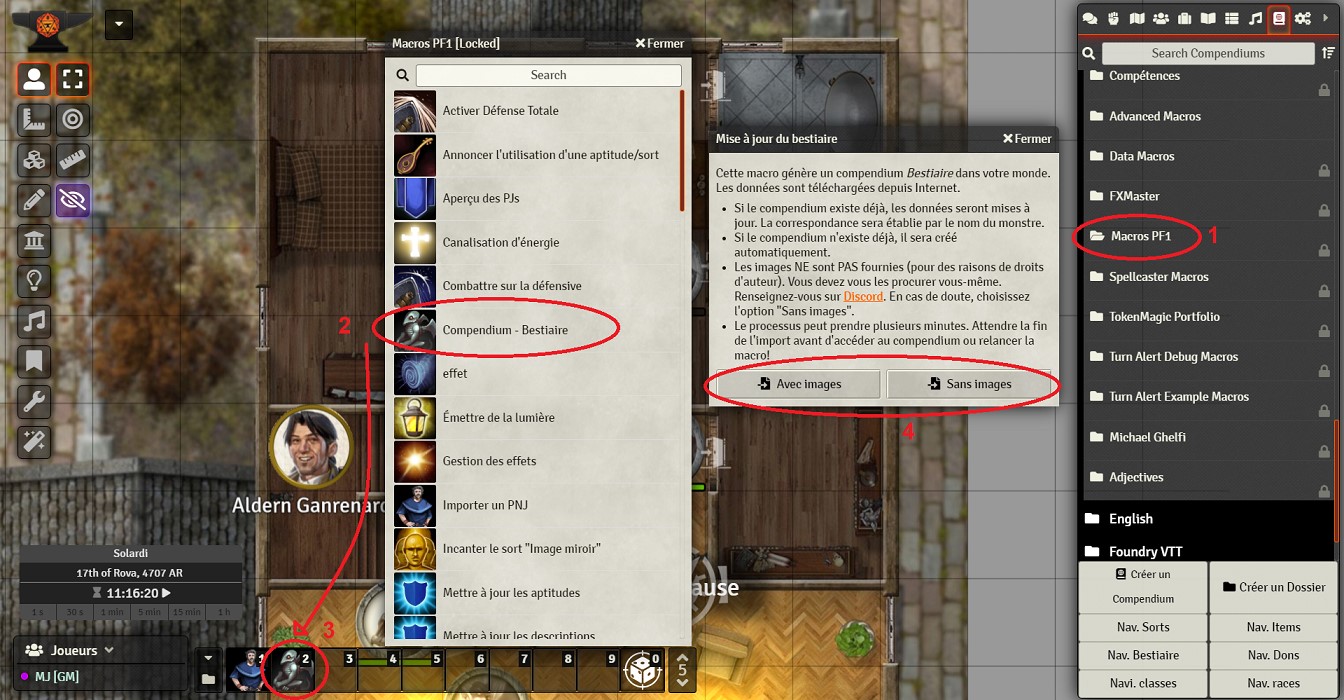 Macros PF1 [Locked]
Fermer
Search
Activer Défense Totale
Annoncer l'utilisation d'une aptitude/sort
Aperçu des PJs
Canalisation d'énergie
Combattre sur la défensive
2
Compendium - Bestiaire
effet
Émettre de la lumière
Gestion des effets
Importer un PNJ
Incanter le sort "Image miroir"
Mettre à jour les aptitudes
Mettre à jour les descriptions
Mise à jour du bestiaire
Fermer
Cette macro génère un compendium Bestiaire dans votre monde.
Les données sont téléchargées depuis Internet.
• Si le compendium existe déjà, les données seront mises à
jour. La correspondance sera établie par le nom du monstre.
• Si le compendium n'existe déjà, il sera créé
automatiquement.
• Les images NE sont PAS fournies (pour des raisons de droits
d'auteur). Vous devez vous les procurer vous-même.
Renseignez-vous sur Discord. En cas de doute, choisissez
l'option "Sans images".
• Le processus peut prendre plusieurs minutes. Attendre la fin
de l'import avant d'accéder au compendium ou relancer la
macro!
Avec images
Sans images
4
Search Compendiums
Compétences
Advanced Macros
Data Macros
FXMaster
Macros PF1
1
Spellcaster Macros
TokenMagic Portfolio
Turn Alert Debug Macros
Turn Alert Example Macros
Michael Ghelfi
Adjectives
English
Foundry VTT
Créer un
Compendium
Créer un Dossier
Nav. Sorts
Nav. Items
Nav. Bestiaire
Nav. Dons
Navi. classes
Nav. races
Aldern Ganrenard
ause
Solardi
17th of Rova, 4707 AR
11:16:20
1 s 30 s 1 min 5 min 15 min 1 h
3
Joueurs
MJ [GM]
1 2 3 4 5 6 7 8 9 0
5